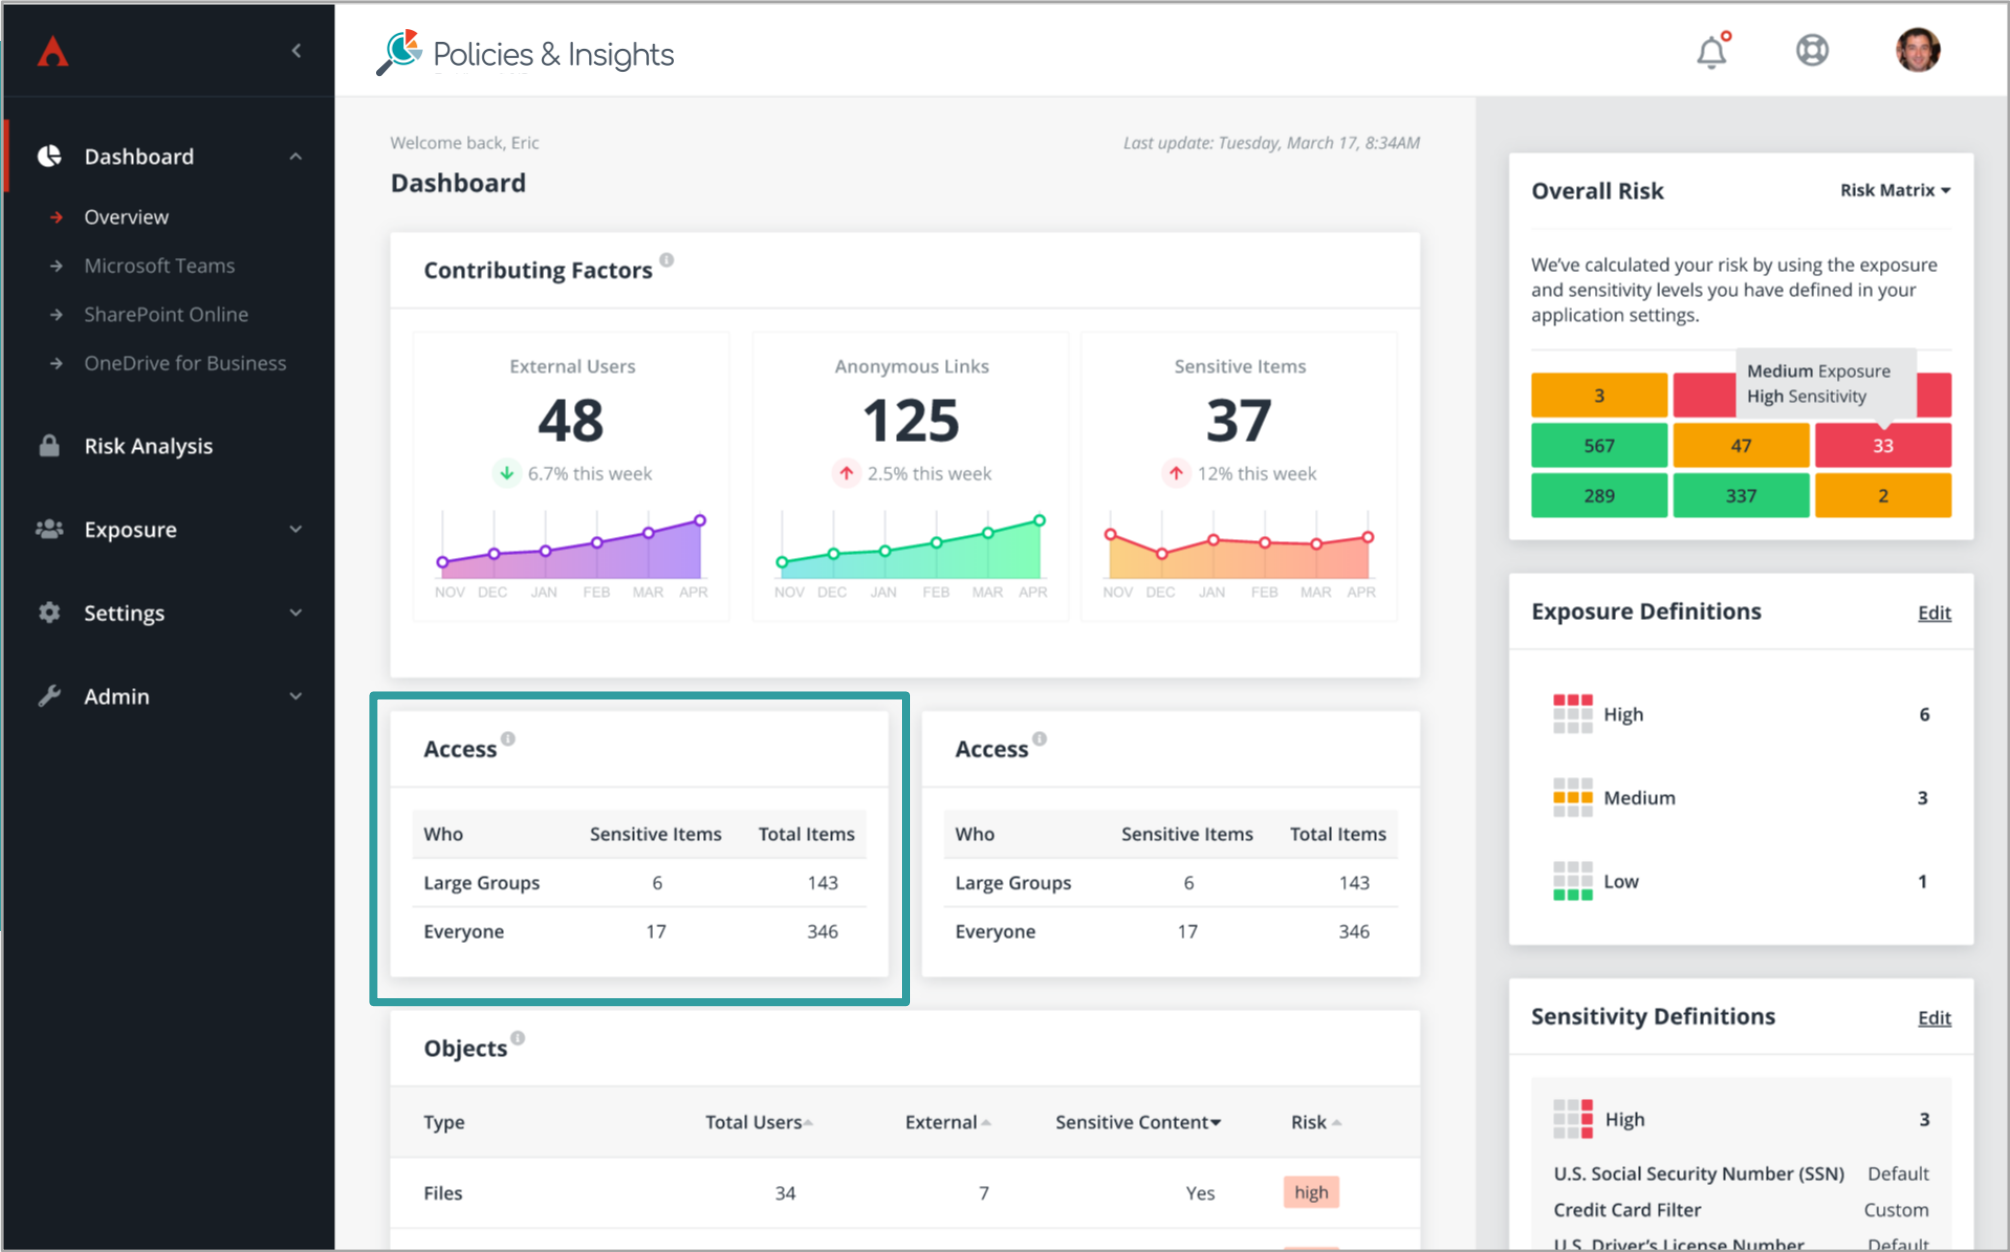 Policies & Insights
Dashboard
Overview
Microsoft Teams
SharePoint Online
OneDrive for Business
Risk Analysis
Exposure
Settings
Admin
Welcome back, Eric
Last update: Tuesday, March 17, 8:34AM
Dashboard
Contributing Factors
External Users
48
6.7% this week
NOV DEC JAN FEB MAR APR
Anonymous Links
125
2.5% this week
NOV DEC JAN FEB MAR APR
Sensitive Items
37
12% this week
NOV DEC JAN FEB MAR APR
Access
Who Sensitive Items Total Items
Large Groups 6 143
Everyone 17 346
Access
Who Sensitive Items Total Items
Large Groups 6 143
Everyone 17 346
Objects
Type Total Users External Sensitive Content Risk
Files 34 7 Yes high
Overall Risk Risk Matrix
We've calculated your risk by using the exposure
and sensitivity levels you have defined in your
application settings.
Medium Exposure
High Sensitivity
3
567 47 33
289 337 2
Exposure Definitions Edit
High 6
Medium 3
Low 1
Sensitivity Definitions Edit
High 3
U.S. Social Security Number (SSN) Default
Credit Card Filter Custom
U.S. Driver's License Number Default